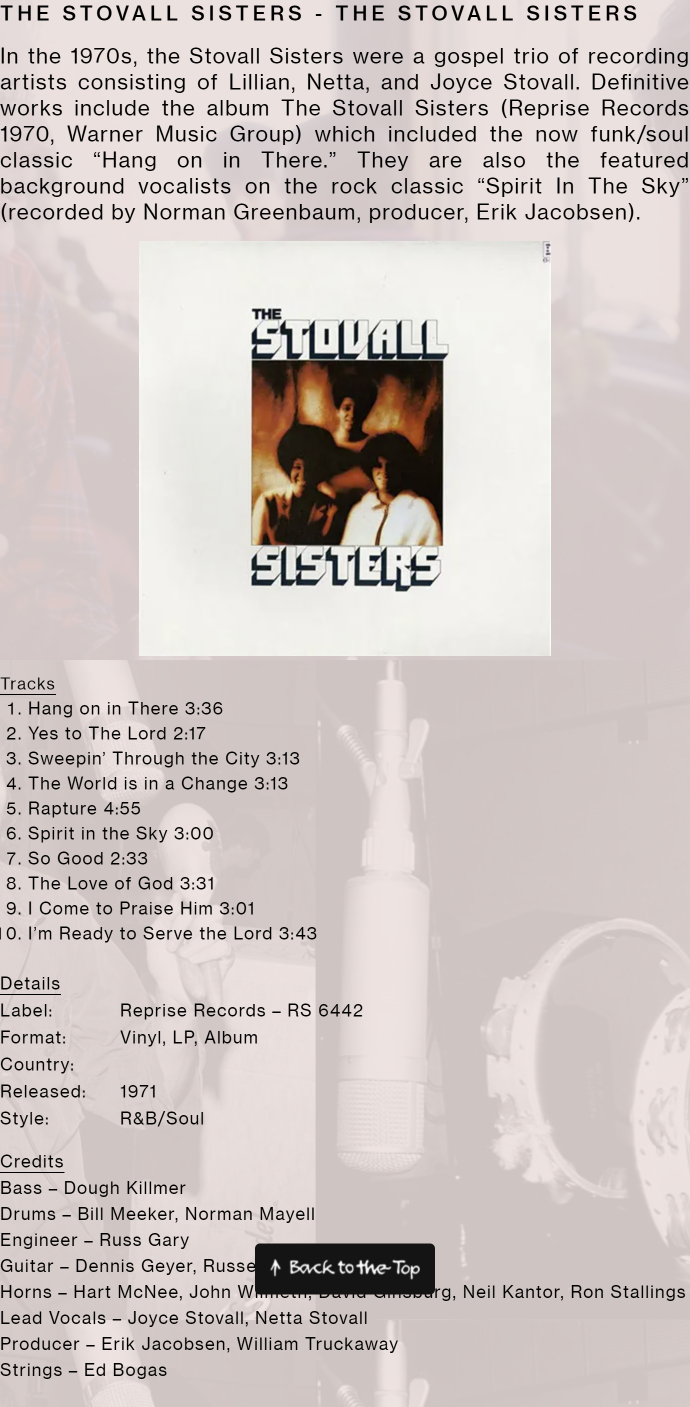 THE STOVALL SISTERS - THE STOVALL SISTERS
In the 1970s, the Stovall Sisters were a gospel trio of recording
artists consisting of Lillian, Netta, and Joyce Stovall. Definitive
works include the album The Stovall Sisters (Reprise Records
1970, Warner Music Group) which included the now funk/soul
classic “Hang on in There.” They are also the featured
background vocalists on the rock classic “Spirit In The Sky”
(recorded by Norman Greenbaum, producer, Erik Jacobsen).
THE
STOVALL
SISTERS
Tracks
1. Hang on in There 3:36
2. Yes to The Lord 2:17
3. Sweepin’ Through the City 3:13
4. The World is in a Change 3:13
5. Rapture 4:55
6. Spirit in the Sky 3:00
7. So Good 2:33
8. The Love of God 3:31
9. I Come to Praise Him 3:01
10. I’m Ready to Serve the Lord 3:43
Details
Label: Reprise Records – RS 6442
Format: Vinyl, LP, Album
Country:
Released: 1971
Style: R&B/Soul
Credits
Bass – Dough Killmer
Drums – Bill Meeker, Norman Mayell
Engineer – Russ Gary
Guitar – Dennis Geyer,
↑ Back to the Top
Horns – Hart McNee, John David Ginsburg, Neil Kantor, Ron Stallings
Lead Vocals – Joyce Stovall, Netta Stovall
Producer – Erik Jacobsen, William Truckaway
Strings – Ed Bogas